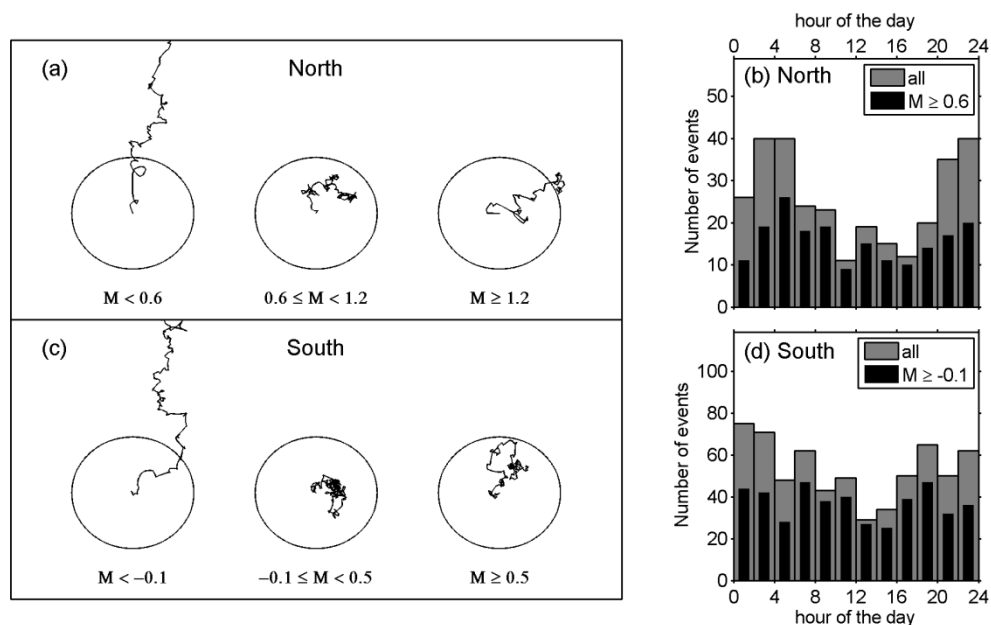 (a) North
M < 0.6 0.6 ≤ M < 1.2 M ≥ 1.2
(c) South
M < −0.1 −0.1 ≤ M < 0.5 M ≥ 0.5
hour of the day
0 4 8 12 16 20 24
(b) North
all
M ≥ 0.6
Number of events
50
40
30
20
10
0
(d) South
all
M ≥ -0.1
Number of events
100
80
60
40
20
0
0 4 8 12 16 20 24
hour of the day